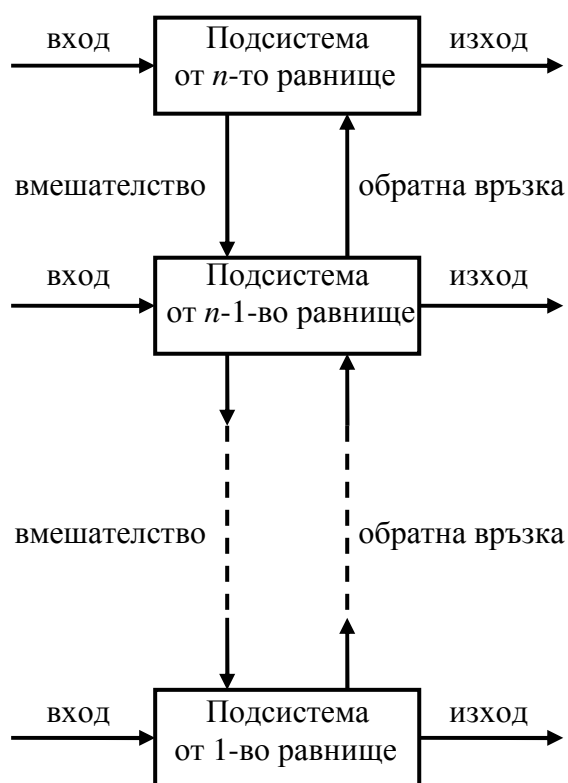 вход
Подсистема
от n-то равнище
изход
вмешателство
обратна връзка
вход
Подсистема
от n-1-во равнище
изход
вмешателство
обратна връзка
вход
Подсистема
от 1-во равнище
изход